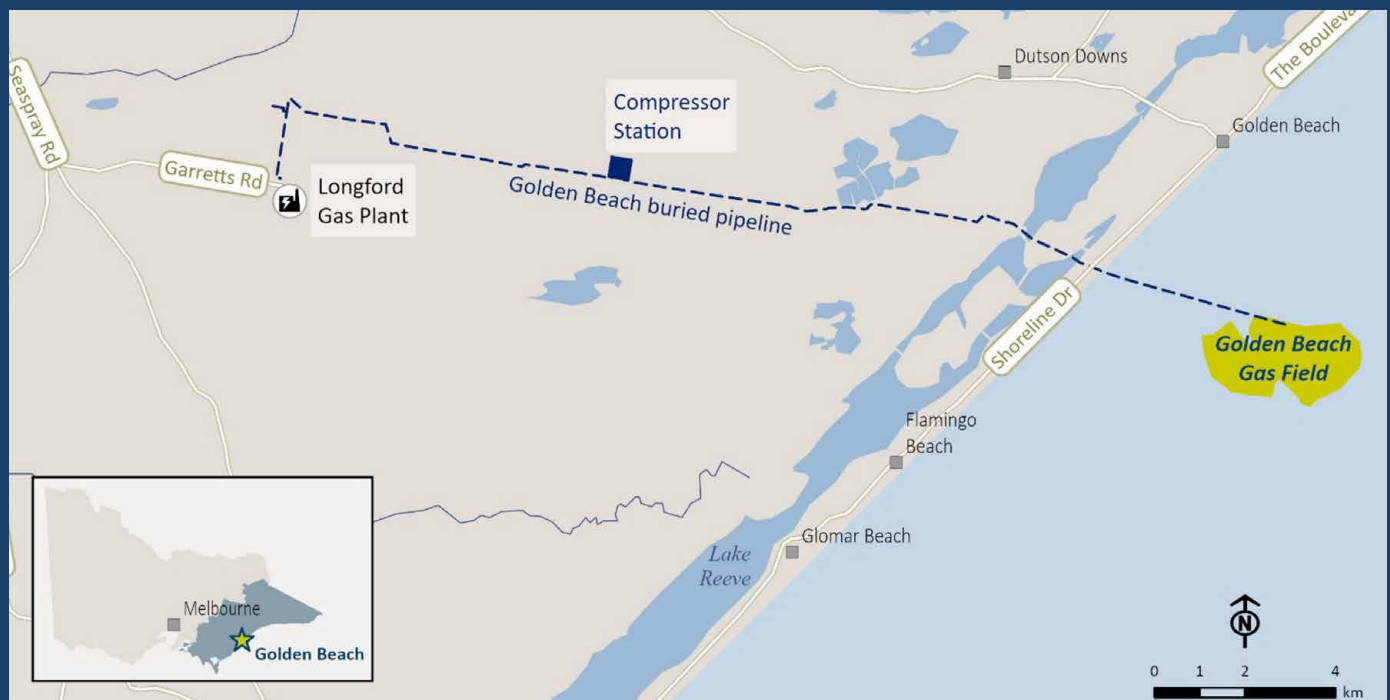 Seaspray Rd
Garretts Rd
Longford
Gas Plant
Compressor
Station
Golden Beach buried pipeline
Dutson Downs
The Bouleva
Golden Beach
Shoreline Dr
Golden Beach
Gas Field
Flamingo
Beach
Glomar Beach
Lake
Reeve
Melbourne
Golden Beach
N
0 1 2 4
km